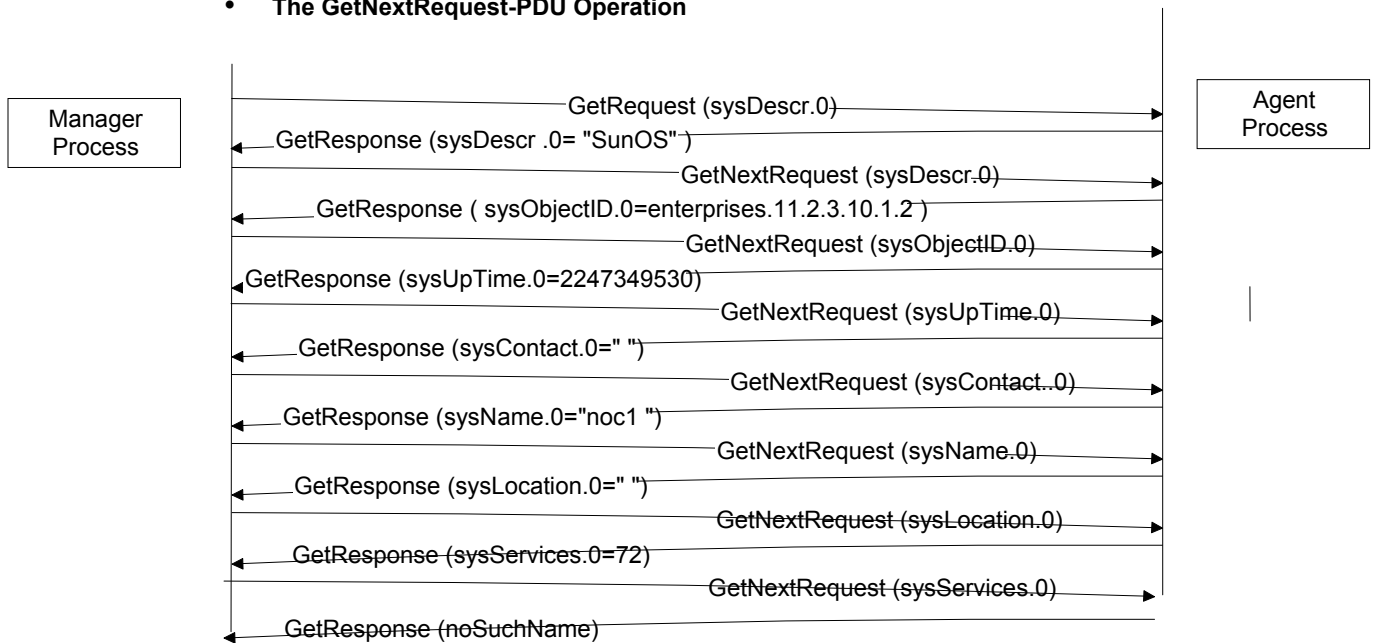 • The GetNextRequest-PDU Operation
Manager
Process
Agent
Process
GetRequest (sysDescr.0)
GetResponse (sysDescr .0= "SunOS" )
GetNextRequest (sysDescr.0)
GetResponse ( sysObjectID.0=enterprises.11.2.3.10.1.2 )
GetNextRequest (sysObjectID.0)
GetResponse (sysUpTime.0=2247349530)
GetNextRequest (sysUpTime.0)
GetResponse (sysContact.0=" ")
GetNextRequest (sysContact..0)
GetResponse (sysName.0="noc1 ")
GetNextRequest (sysName.0)
GetResponse (sysLocation.0=" ")
GetNextRequest (sysLocation.0)
GetResponse (sysServices.0=72)
GetNextRequest (sysServices.0)
GetResponse (noSuchName)